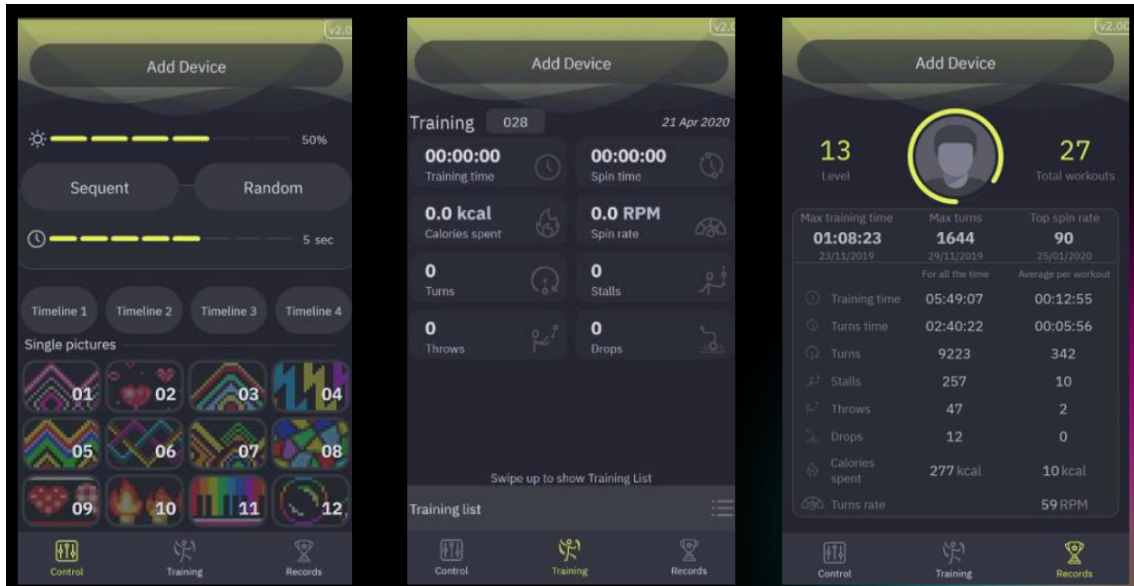 v2.0
Add Device
50%
Sequent Random
5 sec
Timeline 1 Timeline 2 Timeline 3 Timeline 4
Single pictures
01 02 03 04
05 06 07 08
09 10 11 12
Control Training Records
v2.0
Add Device
Training 028 21 Apr 2020
00:00:00 00:00:00
Training time Spin time
0.0 kcal 0.0 RPM
Calories spent Spin rate
0 0
Turns Stalls
0 0
Throws Drops
Swipe up to show Training List
Training list
Control Training Records
v2.00
Add Device
13 27
Level Total workouts
Max training time Max turns Top spin rate
01:08:23 1644 90
23/11/2019 29/11/2019 25/01/2020
For all the time Average per workout
Training time 05:49:07 00:12:55
Turns time 02:40:22 00:05:56
Turns 9223 342
Stalls 257 10
Throws 47 2
Drops 12 0
Calories spent 277 kcal 10 kcal
Turns rate 59 RPM
Control Training Records